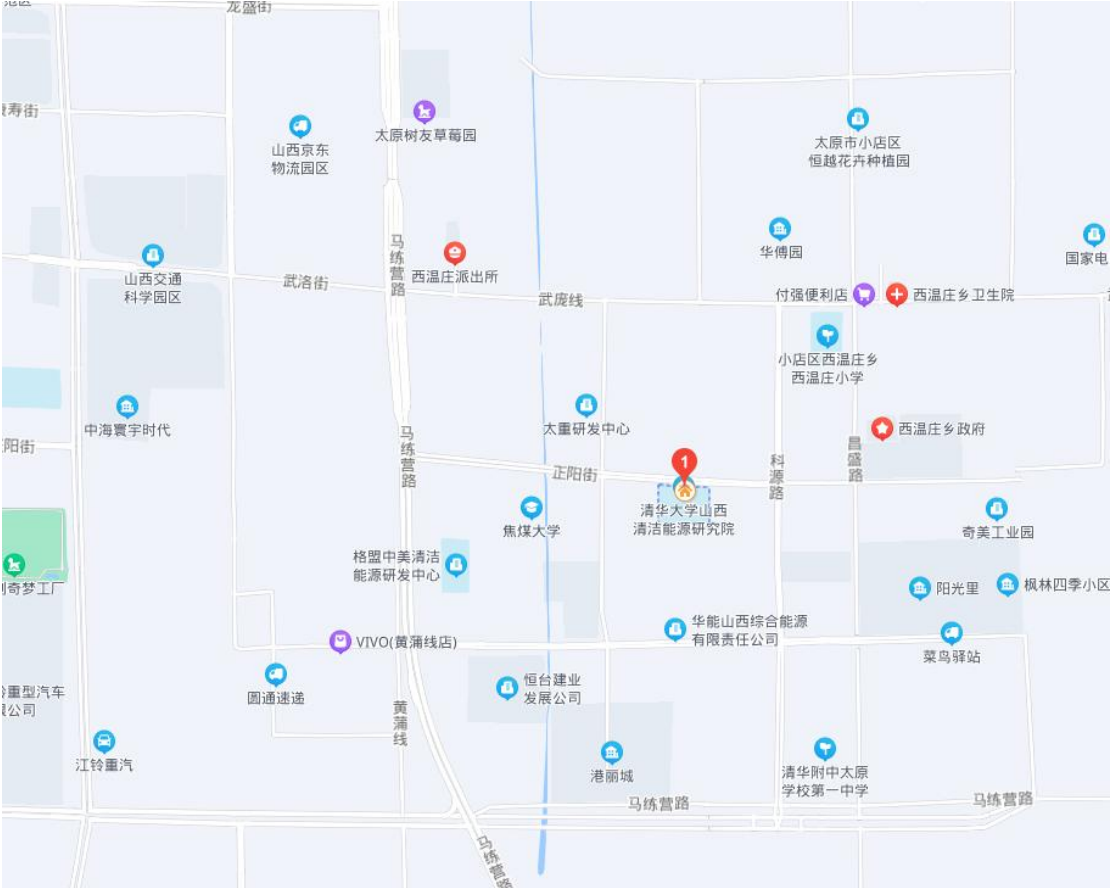 龙盛街
寿街
太原树友草莓园
山西京东
物流园区
太原市小店区
恒越花卉种植园
马练营路
华傅园
国家电
西温庄派出所
山西交通
科学园区
武洛街
武庞线
付强便利店
西温庄乡卫生院
小店区西温庄乡
西温庄小学
中海寰宇时代
太重研发中心
西温庄乡政府
阳街
马练营路
昌盛路
正阳街
科源路
1
清华大学山西
清洁能源研究院
焦煤大学
奇美工业园
格盟中美清洁
能源研发中心
奇梦工厂
阳光里
枫林四季小区
华能山西综合能源
有限责任公司
VIVO(黄蒲线店)
菜鸟驿站
圆通速递
恒台建业
发展公司
重型汽车
公司
黄蒲线
江铃重汽
港丽城
清华附中太原
学校第一中学
马练营路
马练营路
马练营路